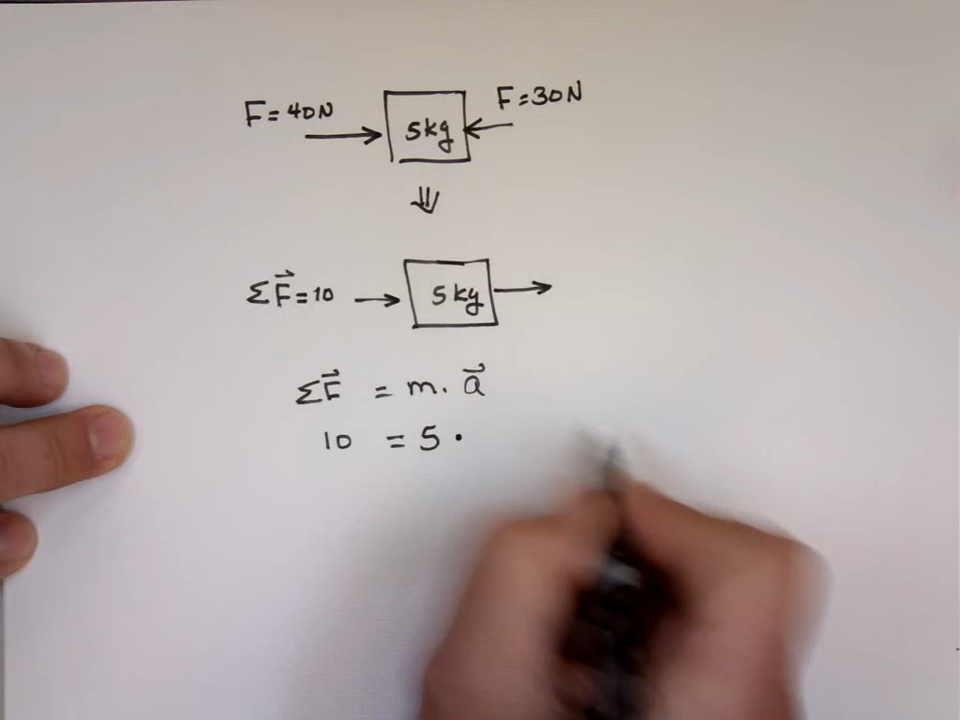 F=40N
5kg
F=30N
⇓
ΣF⃗=10
5kg
ΣF⃗ = m. a⃗
10 = 5 ·